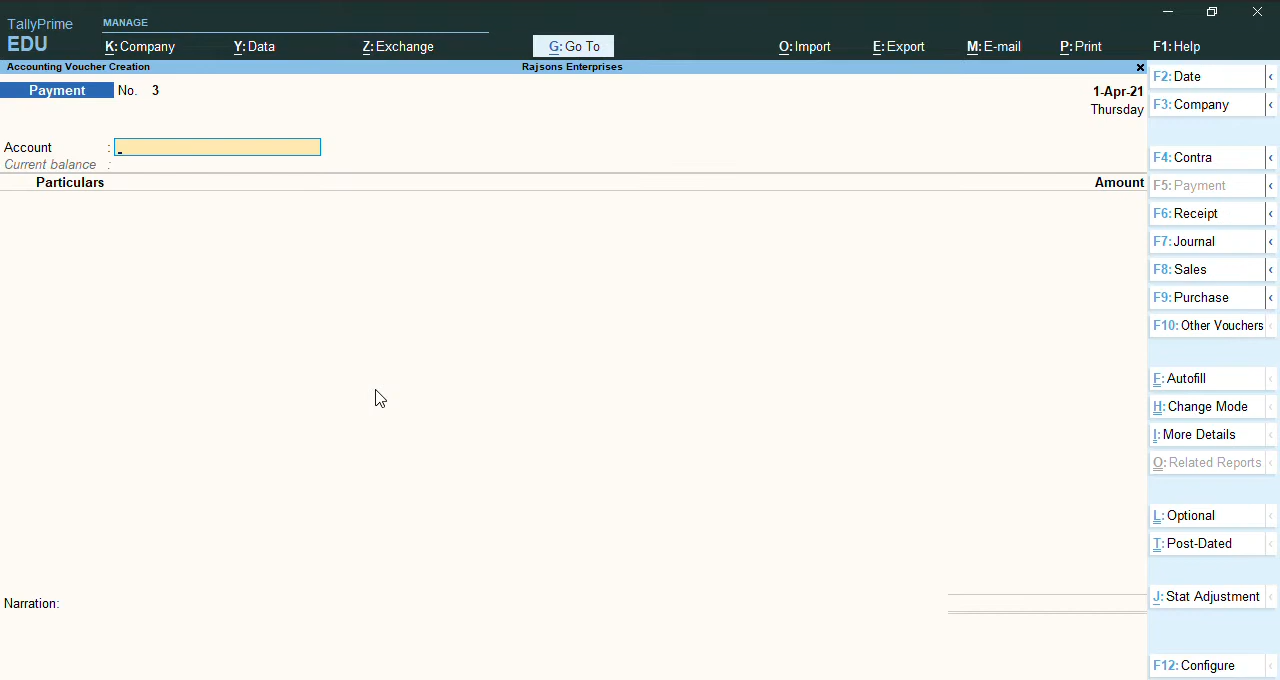 TallyPrime
EDU
MANAGE
K: Company
Y: Data
Z: Exchange
G: Go To
O: Import
E: Export
M: E-mail
P: Print
F1: Help
Accounting Voucher Creation
Rajsons Enterprises
Payment No. 3
1-Apr-21
Thursday
Account :
Current balance :
Particulars
Amount
Narration:
F2: Date
F3: Company
F4: Contra
F5: Payment
F6: Receipt
F7: Journal
F8: Sales
F9: Purchase
F10: Other Vouchers
F: Autofill
H: Change Mode
I: More Details
O: Related Reports
L: Optional
T: Post-Dated
J: Stat Adjustment
F12: Configure